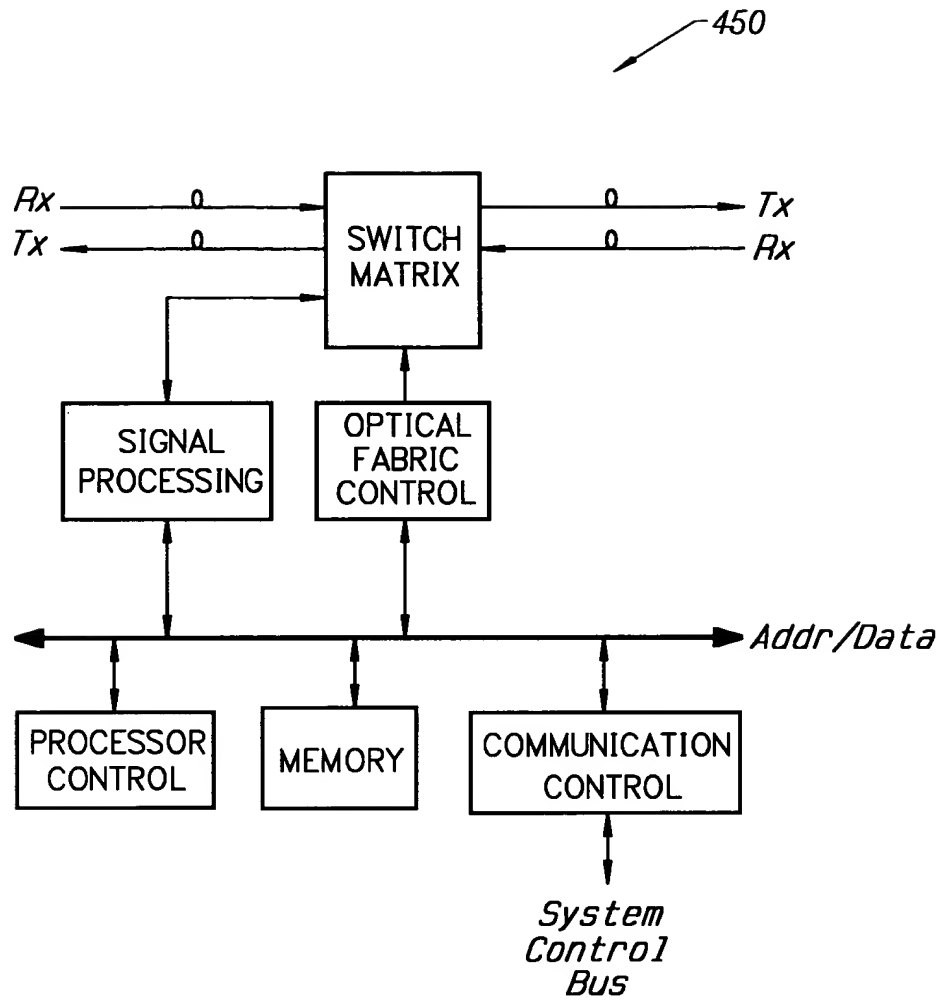 450
Rx
Tx
SWITCH
MATRIX
Tx
Rx
SIGNAL
PROCESSING
OPTICAL
FABRIC
CONTROL
Addr/Data
PROCESSOR
CONTROL
MEMORY
COMMUNICATION
CONTROL
System
Control
Bus